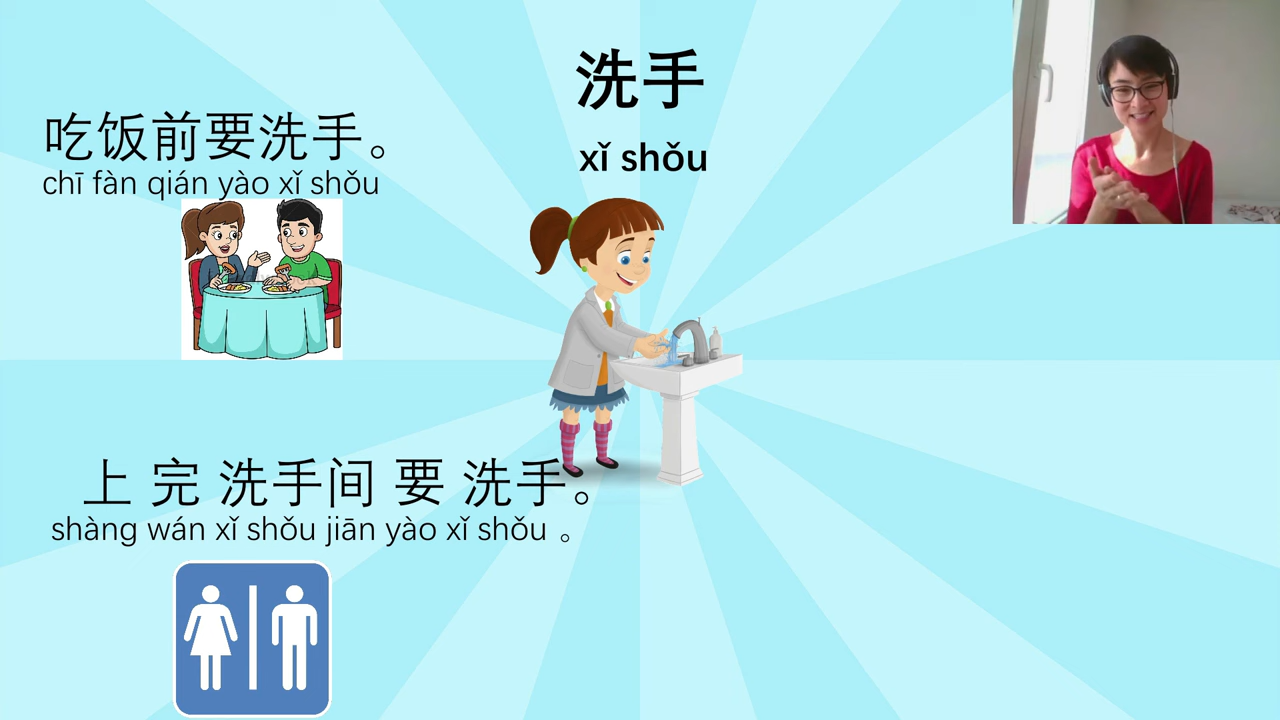 洗手
xǐ shǒu
吃饭前要洗手。
chī fàn qián yào xǐ shǒu
上 完 洗手间 要 洗手。
shàng wán xǐ shǒu jiān yào xǐ shǒu 。